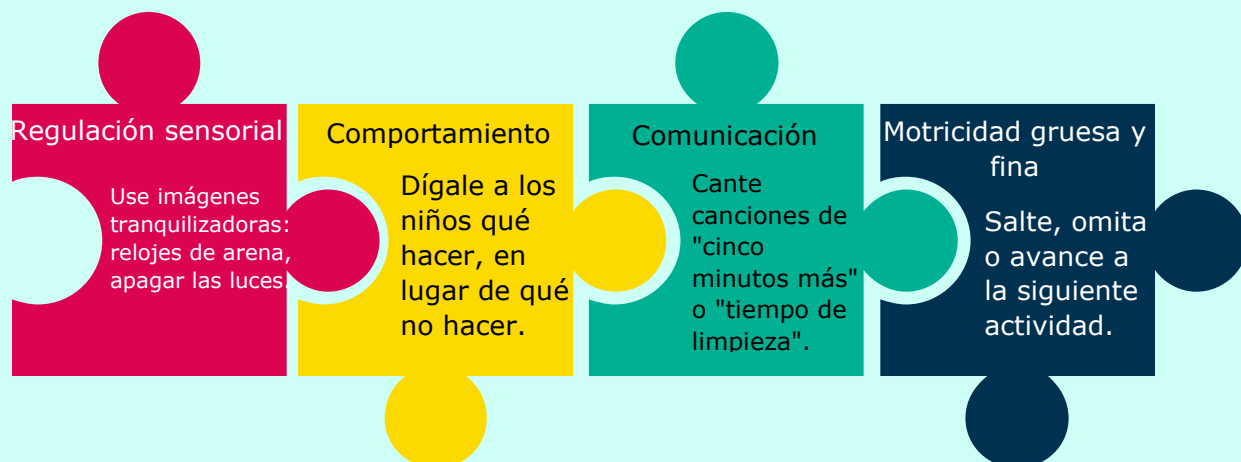 Regulación sensorial
Use imágenes
tranquilizadoras:
relojes de arena,
apagar las luces.
Comportamiento
Dígale a los
niños qué
hacer, en
lugar de qué
no hacer.
Comunicación
Cante
canciones de
"cinco
minutos más"
o "tiempo de
limpieza".
Motricidad gruesa y
fina
Salte, omita
o avance a
la siguiente
actividad.